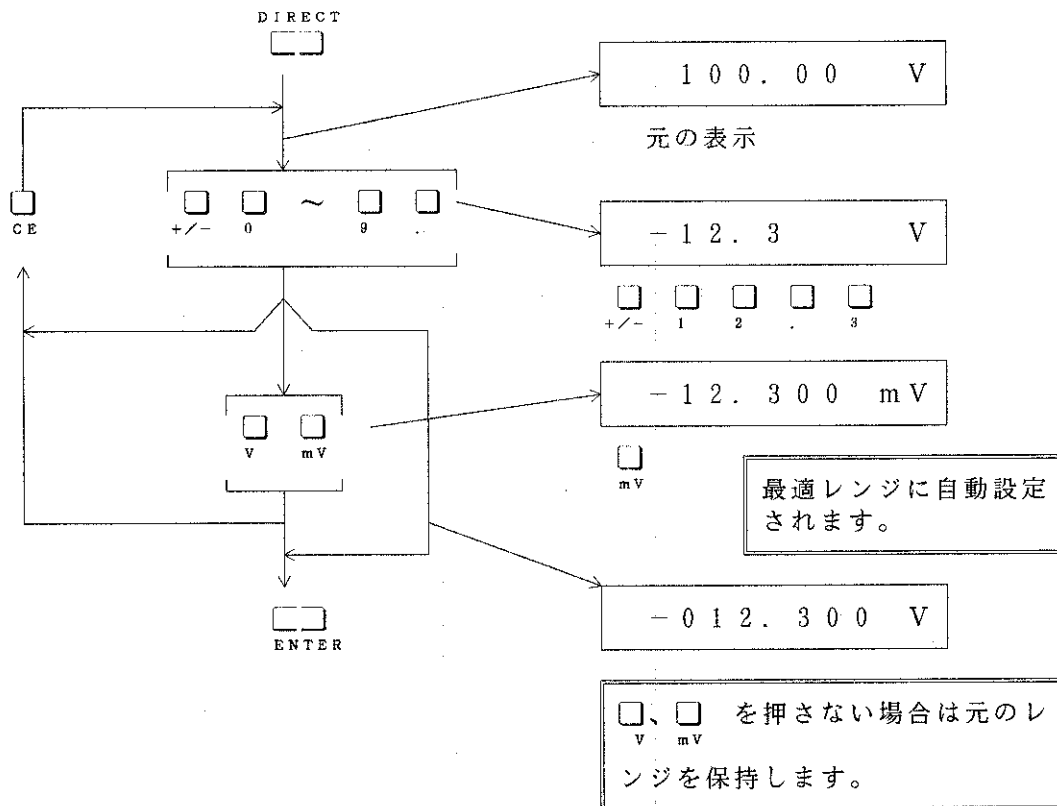 DIRECT
100.00 V
元の表示
CE
+/- 0 ～ 9 .
-12.3 V
+/- 1 2 . 3
V mV
-12.300 mV
mV
最適レンジに自動設定
されます。
-012.300 V
ENTER
、 を押さない場合は元のレ
V mV
ンジを保持します。